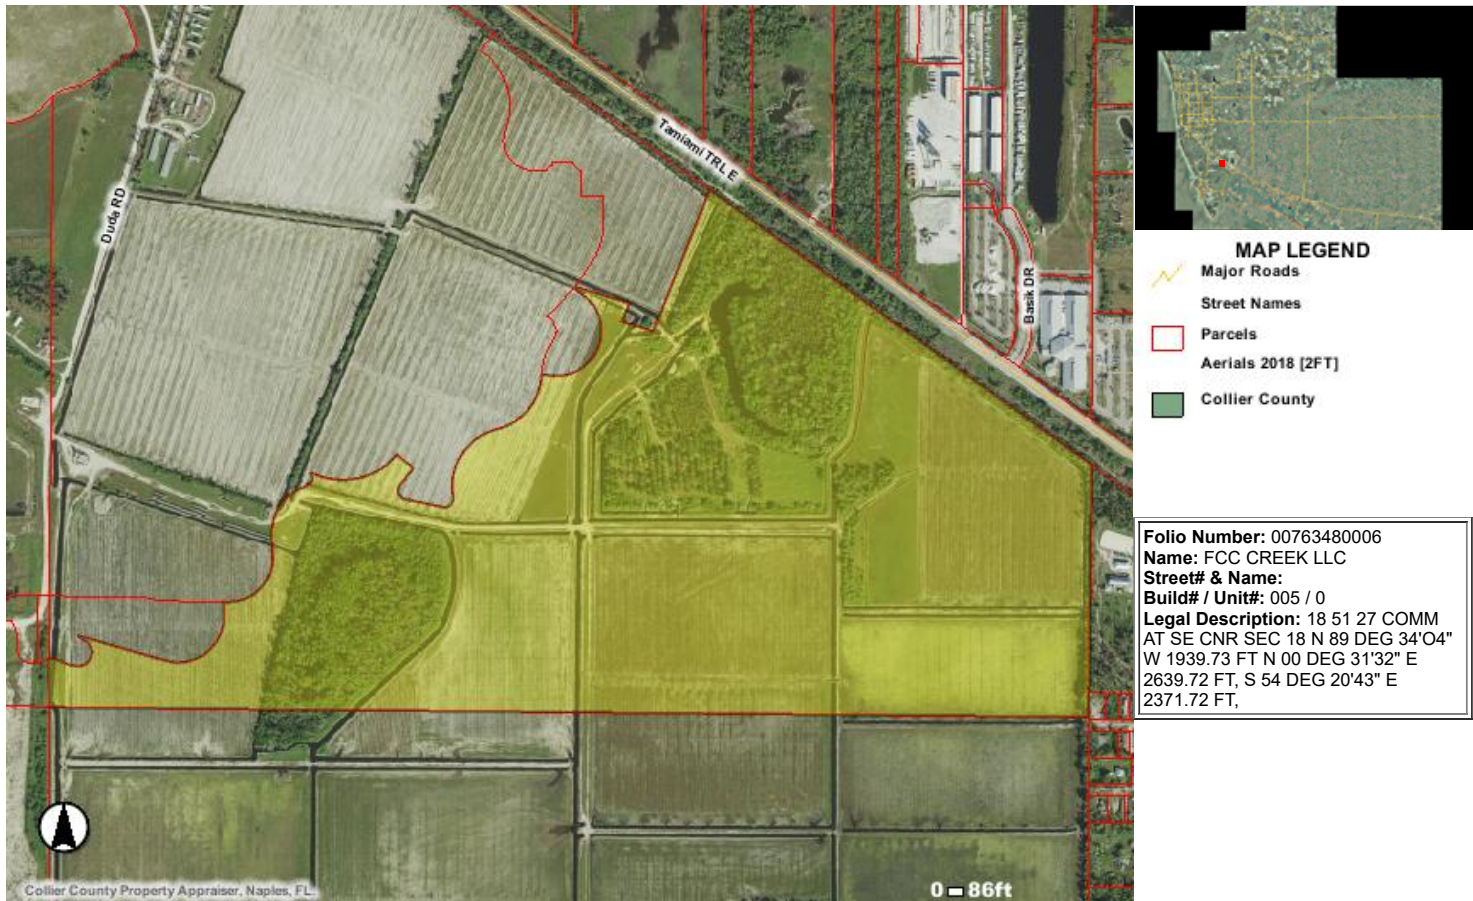 Tamiami TRL E
Duda RD
Basik DR
Collier County Property Appraiser, Naples, FL.
0 86ft
MAP LEGEND
Major Roads
Street Names
Parcels
Aerials 2018 [2FT]
Collier County
Folio Number: 00763480006
Name: FCC CREEK LLC
Street# & Name:
Build# / Unit#: 005 / 0
Legal Description: 18 51 27 COMM
AT SE CNR SEC 18 N 89 DEG 34'O4"
W 1939.73 FT N 00 DEG 31'32" E
2639.72 FT, S 54 DEG 20'43" E
2371.72 FT,